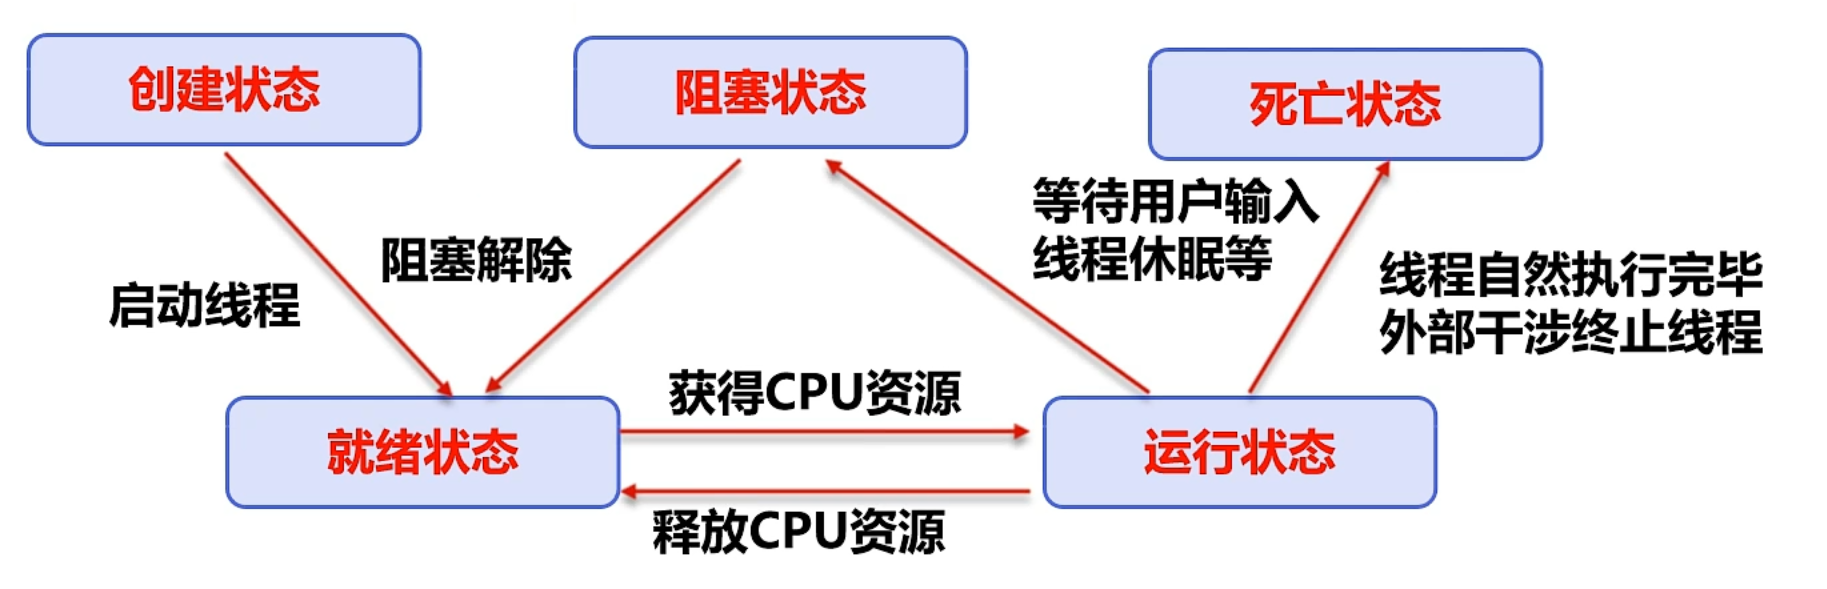 创建状态
阻塞状态
死亡状态
等待用户输入
线程休眠等
阻塞解除
启动线程
线程自然执行完毕
外部干涉终止线程
获得CPU资源
就绪状态
运行状态
释放CPU资源